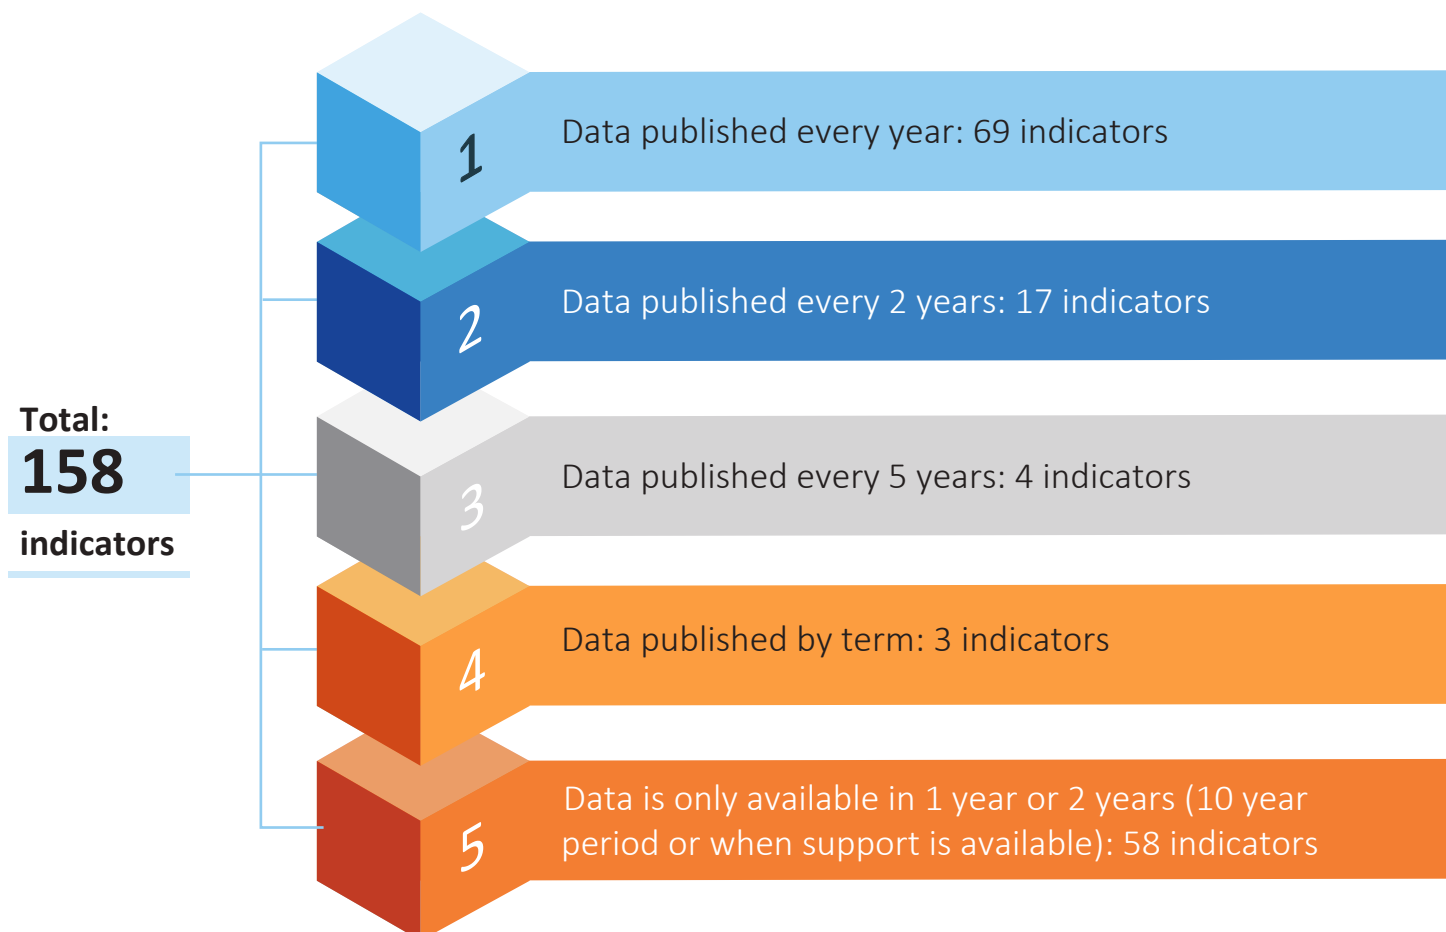 1
Data published every year: 69 indicators
2
Data published every 2 years: 17 indicators
Total:
158
indicators
3
Data published every 5 years: 4 indicators
4
Data published by term: 3 indicators
5
Data is only available in 1 year or 2 years (10 year
period or when support is available): 58 indicators